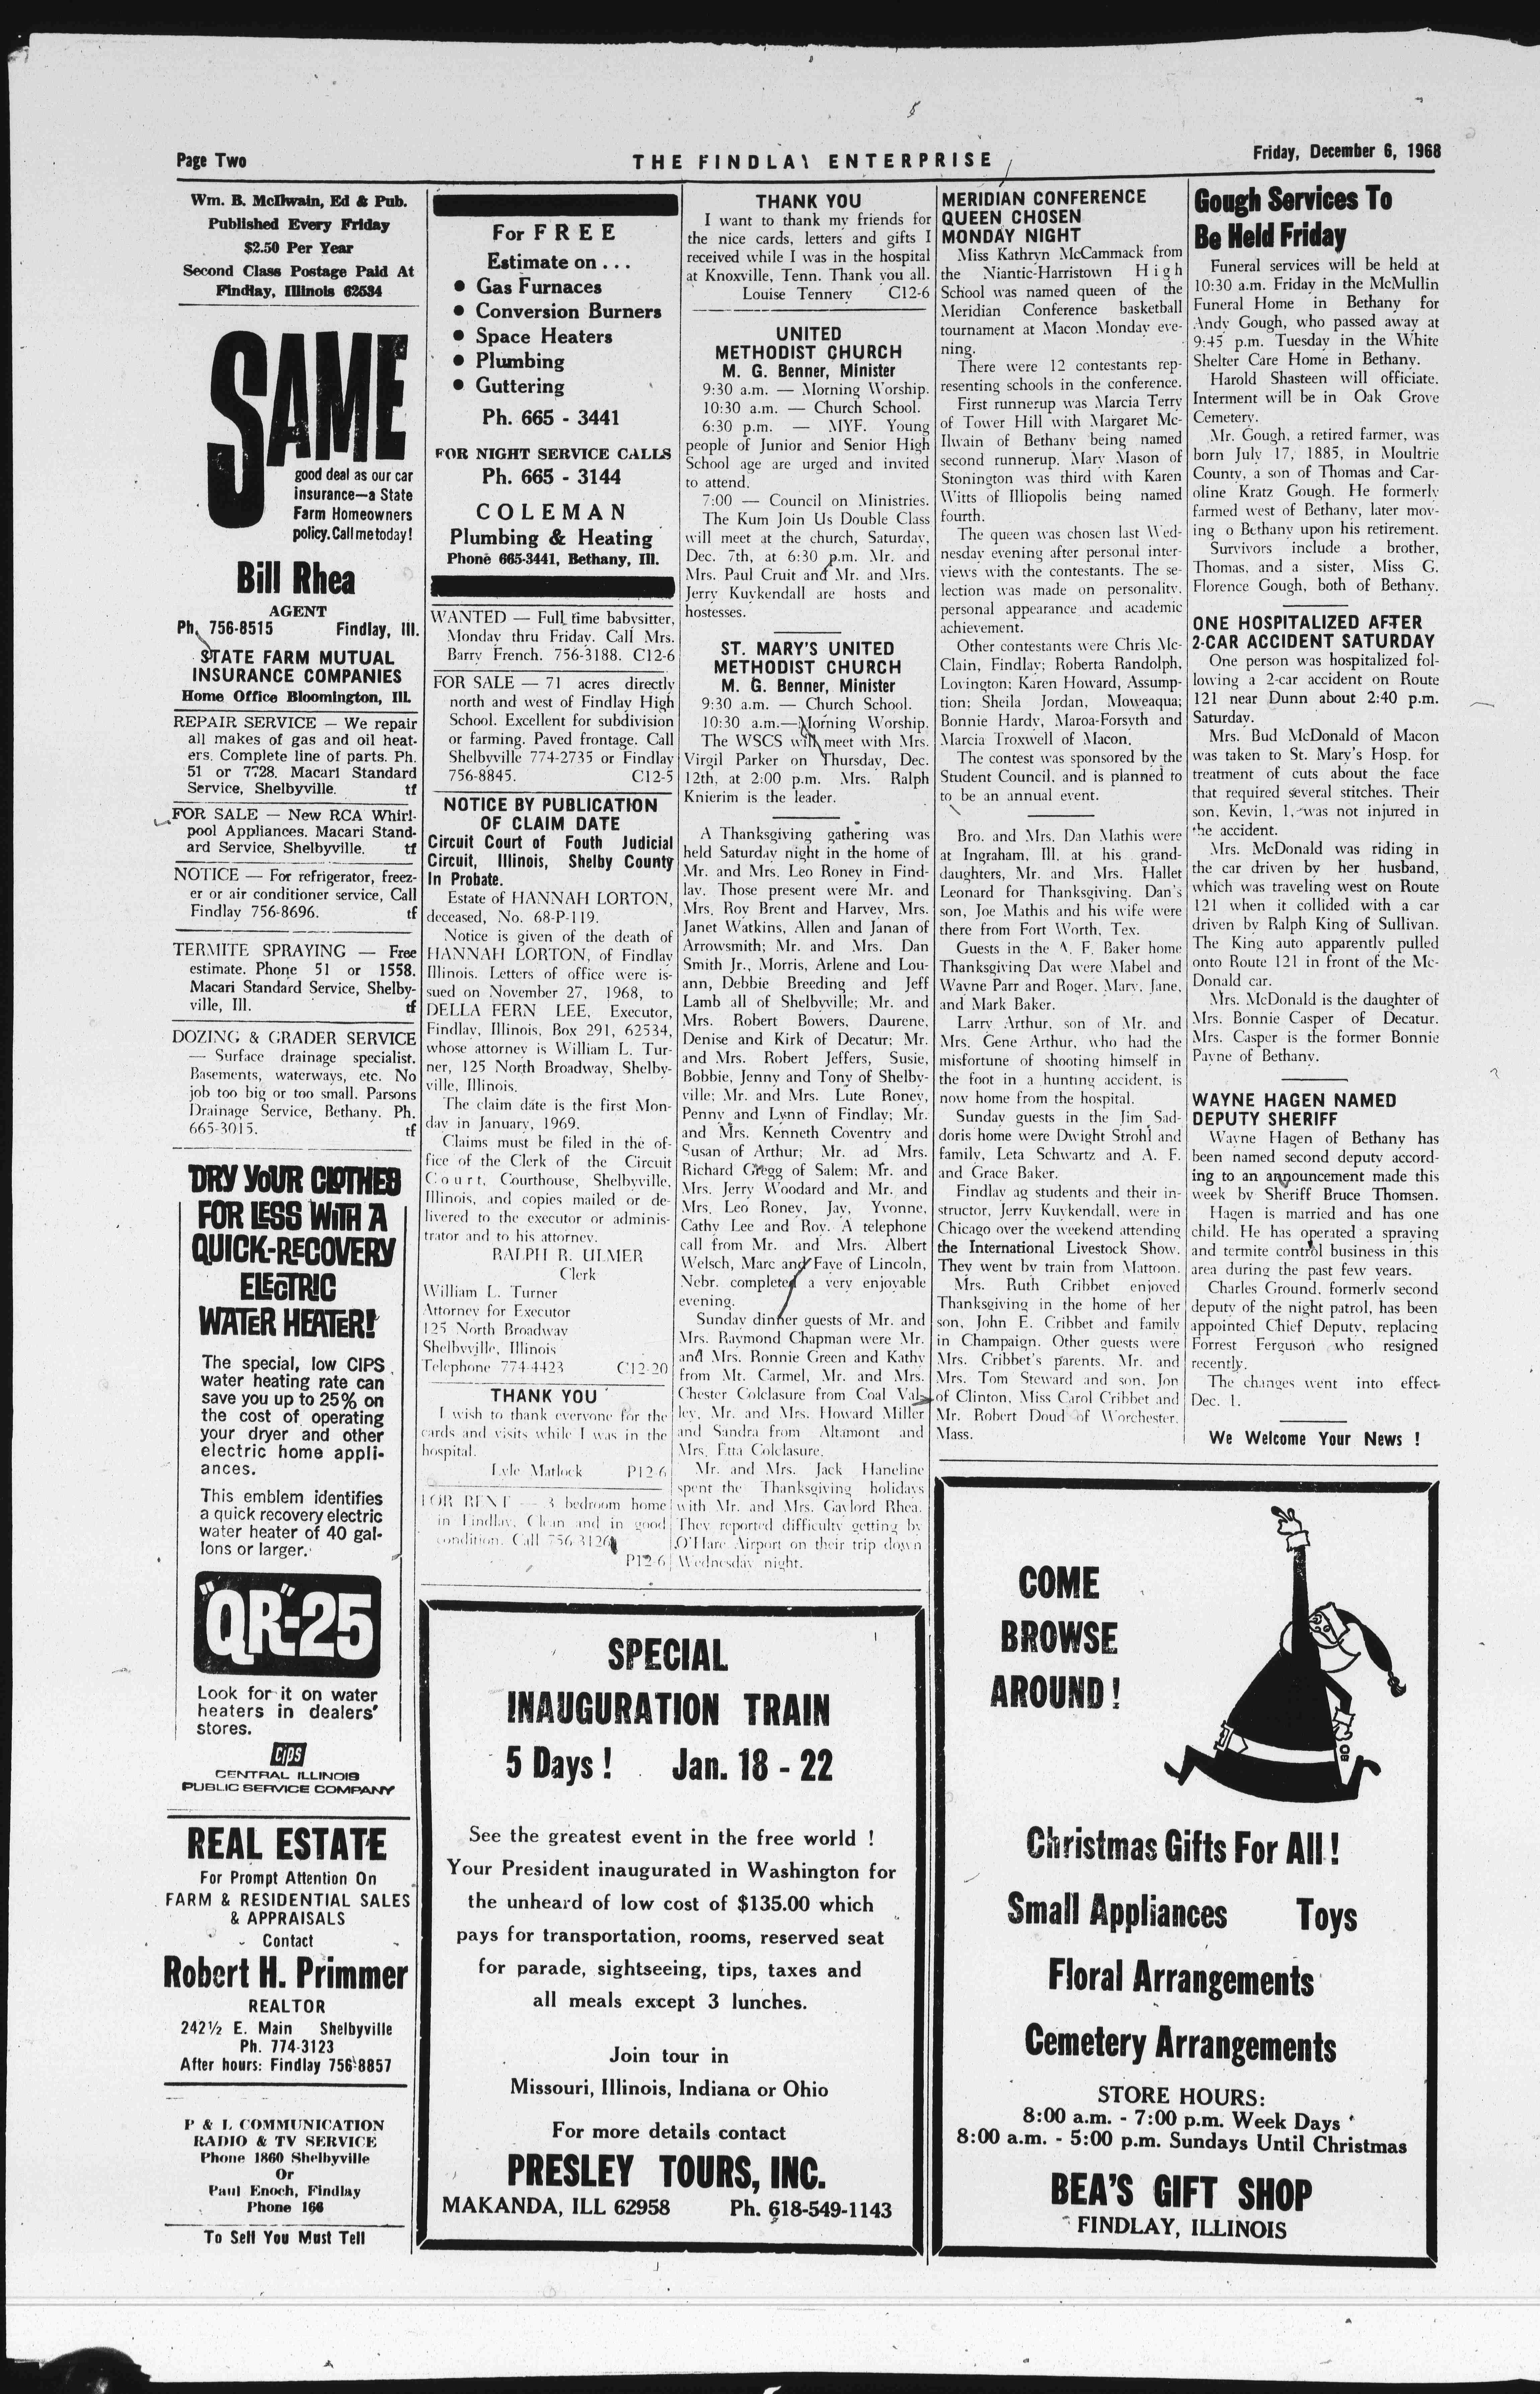 Page Two
THE FINDLAY ENTERPRISE
Friday, December 6, 1968
Wm. B. McIlwain, Ed & Pub.
Published Every Friday
$2.50 Per Year
Second Class Postage Paid At
Findlay, Illinois 62534
SAME
good deal as our car
insurance—a State
Farm Homeowners
policy. Call me today!
Bill Rhea
AGENT
Ph. 756-8515 Findlay, Ill.
STATE FARM MUTUAL
INSURANCE COMPANIES
Home Office Bloomington, Ill.
REPAIR SERVICE — We repair
all makes of gas and oil heat-
ers. Complete line of parts. Ph.
51 or 7728. Macari Standard
Service, Shelbyville. tf
FOR SALE — New RCA Whirl-
pool Appliances. Macari Stand-
ard Service, Shelbyville. tf
NOTICE — For refrigerator, freez-
er or air conditioner service, Call
Findlay 756-8696. tf
TERMITE SPRAYING — Free
estimate. Phone 51 or 1558.
Macari Standard Service, Shelby-
ville, Ill. tf
DOZING & GRADER SERVICE
— Surface drainage specialist.
Basements, waterways, etc. No
job too big or too small. Parsons
Drainage Service, Bethany. Ph.
665-3015. tf
DRY YOUR CLOTHES
FOR LESS WITH A
QUICK-RECOVERY
ELECTRIC
WATER HEATER!
The special, low CIPS
water heating rate can
save you up to 25% on
the cost of operating
your dryer and other
electric home appli-
ances.
This emblem identifies
a quick recovery electric
water heater of 40 gal-
lons or larger.
"QR"-25
Look for it on water
heaters in dealers'
stores.
CIPS
CENTRAL ILLINOIS
PUBLIC SERVICE COMPANY
REAL ESTATE
For Prompt Attention On
FARM & RESIDENTIAL SALES
& APPRAISALS
Contact
Robert H. Primmer
REALTOR
242½ E. Main Shelbyville
Ph. 774-3123
After hours: Findlay 756-8857
P & L COMMUNICATION
RADIO & TV SERVICE
Phone 1860 Shelbyville
Or
Paul Enoch, Findlay
Phone 166
To Sell You Must Tell
For FREE
Estimate on . . .
• Gas Furnaces
• Conversion Burners
• Space Heaters
• Plumbing
• Guttering
Ph. 665 - 3441
FOR NIGHT SERVICE CALLS
Ph. 665 - 3144
COLEMAN
Plumbing & Heating
Phone 665-3441, Bethany, Ill.
WANTED — Full time babysitter,
Monday thru Friday. Call Mrs.
Barry French. 756-3188. C12-6
FOR SALE — 71 acres directly
north and west of Findlay High
School. Excellent for subdivision
or farming. Paved frontage. Call
Shelbyville 774-2735 or Findlay
756-8845. C12-5
NOTICE BY PUBLICATION
OF CLAIM DATE
Circuit Court of Fouth Judicial
Circuit, Illinois, Shelby County
In Probate.
Estate of HANNAH LORTON,
deceased, No. 68-P-119.
Notice is given of the death of
HANNAH LORTON, of Findlay
Illinois. Letters of office were is-
sued on November 27, 1968, to
DELLA FERN LEE, Executor,
Findlay, Illinois, Box 291, 62534,
whose attorney is William L. Tur-
ner, 125 North Broadway, Shelby-
ville, Illinois.
The claim date is the first Mon-
day in January, 1969.
Claims must be filed in the of-
fice of the Clerk of the Circuit
Court, Courthouse, Shelbyville,
Illinois, and copies mailed or de-
livered to the executor or adminis-
trator and to his attorney.
RALPH R. ULMER
Clerk
William L. Turner
Attorney for Executor
125 North Broadway
Shelbyville, Illinois
Telephone 774-4423 C12-20
THANK YOU
I wish to thank everyone for the
cards and visits while I was in the
hospital.
Lyle Matlock P12-6
FOR RENT — 3 bedroom home
in Findlay. Clean and in good
condition. Call 756-3126
P12-6
THANK YOU
I want to thank my friends for
the nice cards, letters and gifts I
received while I was in the hospital
at Knoxville, Tenn. Thank you all.
Louise Tennery C12-6
UNITED
METHODIST CHURCH
M. G. Benner, Minister
9:30 a.m. — Morning Worship.
10:30 a.m. — Church School.
6:30 p.m. — MYF. Young
people of Junior and Senior High
School age are urged and invited
to attend.
7:00 — Council on Ministries.
The Kum Join Us Double Class
will meet at the church, Saturday,
Dec. 7th, at 6:30 p.m. Mr. and
Mrs. Paul Cruit and Mr. and Mrs.
Jerry Kuykendall are hosts and
hostesses.
ST. MARY'S UNITED
METHODIST CHURCH
M. G. Benner, Minister
9:30 a.m. — Church School.
10:30 a.m.—Morning Worship.
The WSCS will meet with Mrs.
Virgil Parker on Thursday, Dec.
12th, at 2:00 p.m. Mrs. Ralph
Knierim is the leader.
A Thanksgiving gathering was
held Saturday night in the home of
Mr. and Mrs. Leo Roney in Find-
lay. Those present were Mr. and
Mrs. Roy Brent and Harvey, Mrs.
Janet Watkins, Allen and Janan of
Arrowsmith; Mr. and Mrs. Dan
Smith Jr., Morris, Arlene and Lou-
ann, Debbie Breeding and Jeff
Lamb all of Shelbyville; Mr. and
Mrs. Robert Bowers, Daurene,
Denise and Kirk of Decatur; Mr.
and Mrs. Robert Jeffers, Susie,
Bobbie, Jenny and Tony of Shelby-
ville; Mr. and Mrs. Lute Roney,
Penny and Lynn of Findlay; Mr.
and Mrs. Kenneth Coventry and
Susan of Arthur; Mr. ad Mrs.
Richard Gregg of Salem; Mr. and
Mrs. Jerry Woodard and Mr. and
Mrs. Leo Roney, Jay, Yvonne,
Cathy Lee and Roy. A telephone
call from Mr. and Mrs. Albert
Welsch, Marc and Faye of Lincoln,
Nebr. completed a very enjoyable
evening.
Sunday dinner guests of Mr. and
Mrs. Raymond Chapman were Mr.
and Mrs. Ronnie Green and Kathy
from Mt. Carmel, Mr. and Mrs.
Chester Colclasure from Coal Val-
ley, Mr. and Mrs. Howard Miller
and Sandra from Altamont and
Mrs. Etta Colclasure.
Mr. and Mrs. Jack Haneline
spent the Thanksgiving holidays
with Mr. and Mrs. Gaylord Rhea.
They reported difficulty getting by
O'Hare Airport on their trip down
Wednesday night.
MERIDIAN CONFERENCE
QUEEN CHOSEN
MONDAY NIGHT
Miss Kathryn McCammack from
the Niantic-Harristown High
School was named queen of the
Meridian Conference basketball
tournament at Macon Monday eve-
ning.
There were 12 contestants rep-
resenting schools in the conference.
First runnerup was Marcia Terry
of Tower Hill with Margaret Mc-
Ilwain of Bethany being named
second runnerup. Mary Mason of
Stonington was third with Karen
Witts of Illiopolis being named
fourth.
The queen was chosen last Wed-
nesday evening after personal inter-
views with the contestants. The se-
lection was made on personality,
personal appearance and academic
achievement.
Other contestants were Chris Mc-
Clain, Findlay; Roberta Randolph,
Lovington; Karen Howard, Assump-
tion; Sheila Jordan, Moweaqua;
Bonnie Hardy, Maroa-Forsyth and
Marcia Troxwell of Macon.
The contest was sponsored by the
Student Council, and is planned to
to be an annual event.
Bro. and Mrs. Dan Mathis were
at Ingraham, Ill. at his grand-
daughters, Mr. and Mrs. Hallet
Leonard for Thanksgiving. Dan's
son, Joe Mathis and his wife were
there from Fort Worth, Tex.
Guests in the A. F. Baker home
Thanksgiving Day were Mabel and
Wayne Parr and Roger, Mary, Jane,
and Mark Baker.
Larry Arthur, son of Mr. and
Mrs. Gene Arthur, who had the
misfortune of shooting himself in
the foot in a hunting accident, is
now home from the hospital.
Sunday guests in the Jim Sad-
doris home were Dwight Strohl and
family, Leta Schwartz and A. F.
and Grace Baker.
Findlay ag students and their in-
structor, Jerry Kuykendall, were in
Chicago over the weekend attending
the International Livestock Show.
They went by train from Mattoon.
Mrs. Ruth Cribbet enjoyed
Thanksgiving in the home of her
son, John E. Cribbet and family
in Champaign. Other guests were
Mrs. Cribbet's parents, Mr. and
Mrs. Tom Steward and son, Jon
of Clinton, Miss Carol Cribbet and
Mr. Robert Doud of Worchester,
Mass.
Gough Services To
Be Held Friday
Funeral services will be held at
10:30 a.m. Friday in the McMullin
Funeral Home in Bethany for
Andy Gough, who passed away at
9:45 p.m. Tuesday in the White
Shelter Care Home in Bethany.
Harold Shasteen will officiate.
Interment will be in Oak Grove
Cemetery.
Mr. Gough, a retired farmer, was
born July 17, 1885, in Moultrie
County, a son of Thomas and Car-
oline Kratz Gough. He formerly
farmed west of Bethany, later mov-
ing o Bethany upon his retirement.
Survivors include a brother,
Thomas, and a sister, Miss G.
Florence Gough, both of Bethany.
ONE HOSPITALIZED AFTER
2-CAR ACCIDENT SATURDAY
One person was hospitalized fol-
lowing a 2-car accident on Route
121 near Dunn about 2:40 p.m.
Saturday.
Mrs. Bud McDonald of Macon
was taken to St. Mary's Hosp. for
treatment of cuts about the face
that required several stitches. Their
son, Kevin, 1, was not injured in
the accident.
Mrs. McDonald was riding in
the car driven by her husband,
which was traveling west on Route
121 when it collided with a car
driven by Ralph King of Sullivan.
The King auto apparently pulled
onto Route 121 in front of the Mc-
Donald car.
Mrs. McDonald is the daughter of
Mrs. Bonnie Casper of Decatur.
Mrs. Casper is the former Bonnie
Payne of Bethany.
WAYNE HAGEN NAMED
DEPUTY SHERIFF
Wayne Hagen of Bethany has
been named second deputy accord-
ing to an announcement made this
week by Sheriff Bruce Thomsen.
Hagen is married and has one
child. He has operated a spraying
and termite control business in this
area during the past few years.
Charles Ground, formerly second
deputy of the night patrol, has been
appointed Chief Deputy, replacing
Forrest Ferguson who resigned
recently.
The changes went into effect
Dec. 1.
We Welcome Your News !
SPECIAL
INAUGURATION TRAIN
5 Days ! Jan. 18 - 22
See the greatest event in the free world !
Your President inaugurated in Washington for
the unheard of low cost of $135.00 which
pays for transportation, rooms, reserved seat
for parade, sightseeing, tips, taxes and
all meals except 3 lunches.
Join tour in
Missouri, Illinois, Indiana or Ohio
For more details contact
PRESLEY TOURS, INC.
MAKANDA, ILL 62958 Ph. 618-549-1143
COME
BROWSE
AROUND !
Christmas Gifts For All !
Small Appliances Toys
Floral Arrangements
Cemetery Arrangements
STORE HOURS:
8:00 a.m. - 7:00 p.m. Week Days
8:00 a.m. - 5:00 p.m. Sundays Until Christmas
BEA'S GIFT SHOP
FINDLAY, ILLINOIS